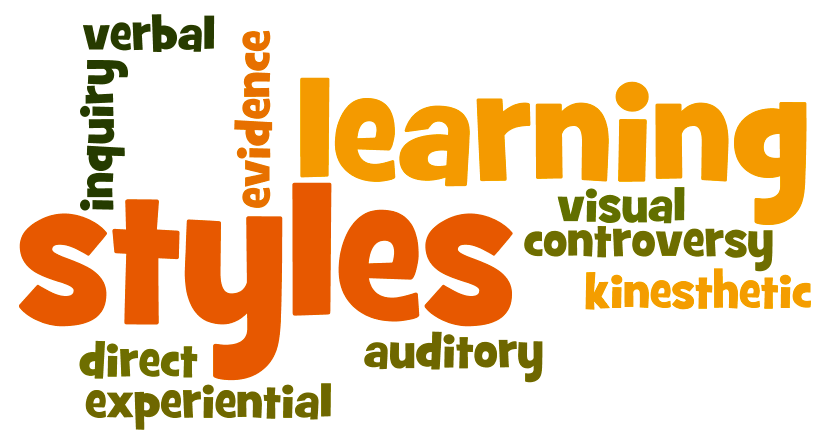 verbal
inquiry
evidence
learning
styles
visual
controversy
kinesthetic
direct
auditory
experiential